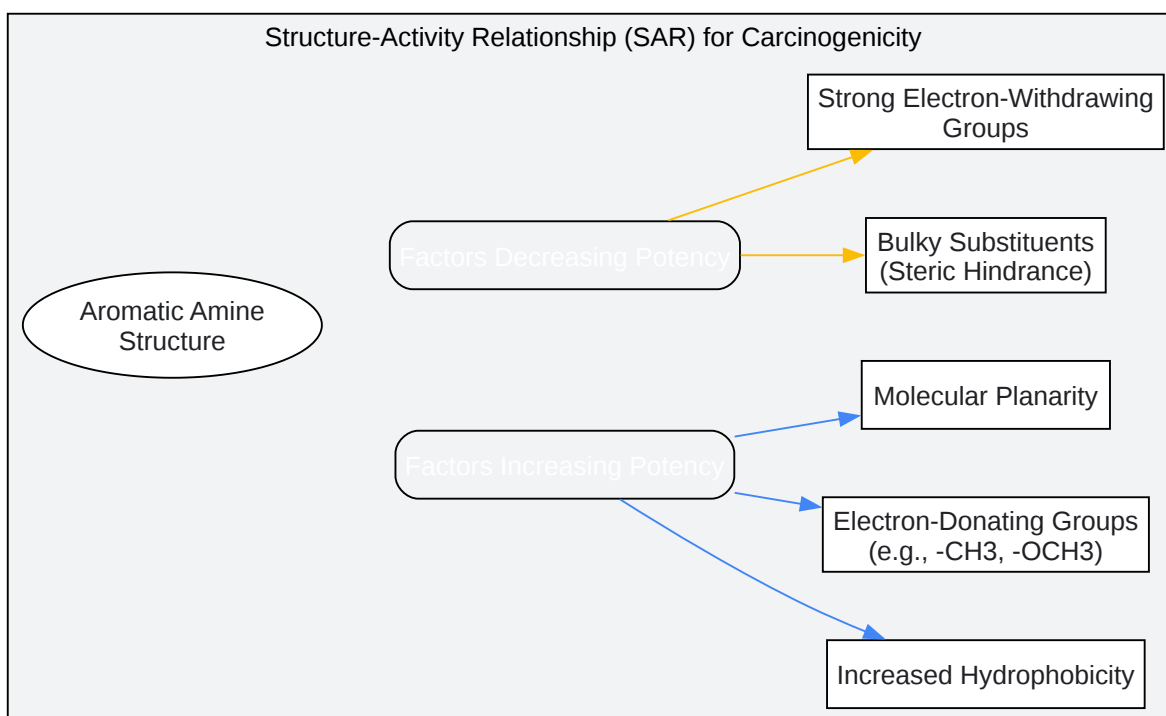 Structure-Activity Relationship (SAR) for Carcinogenicity
Strong Electron-Withdrawing
Groups
Factors Decreasing Potency
Bulky Substituents
(Steric Hindrance)
Aromatic Amine
Structure
Molecular Planarity
Factors Increasing Potency
Electron-Donating Groups
(e.g., -CH3, -OCH3)
Increased Hydrophobicity